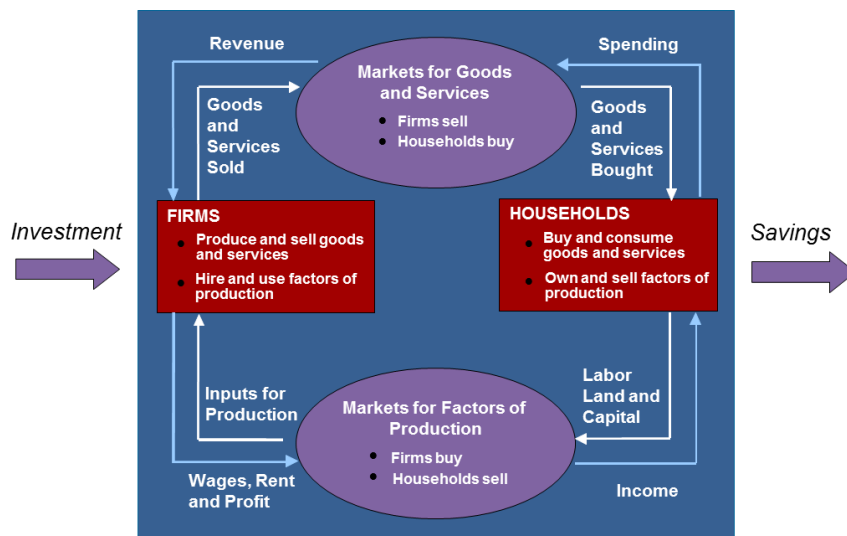 Revenue
Spending
Markets for Goods
and Services
• Firms sell
• Households buy
Goods
and
Services
Sold
Goods
and
Services
Bought
Investment
FIRMS
• Produce and sell goods
and services
• Hire and use factors of
production
HOUSEHOLDS
• Buy and consume
goods and services
• Own and sell factors of
production
Savings
Inputs for
Production
Markets for Factors of
Production
• Firms buy
• Households sell
Labor
Land and
Capital
Wages, Rent
and Profit
Income